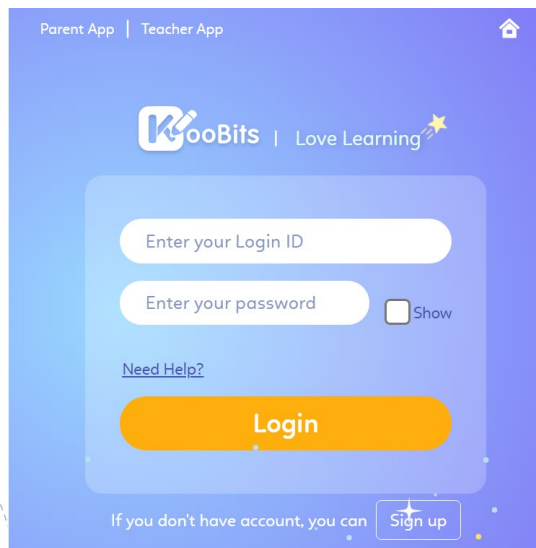 Parent App | Teacher App
KooBits | Love Learning
Enter your Login ID
Enter your password
Show
Need Help?
Login
If you don't have account, you can Sign up